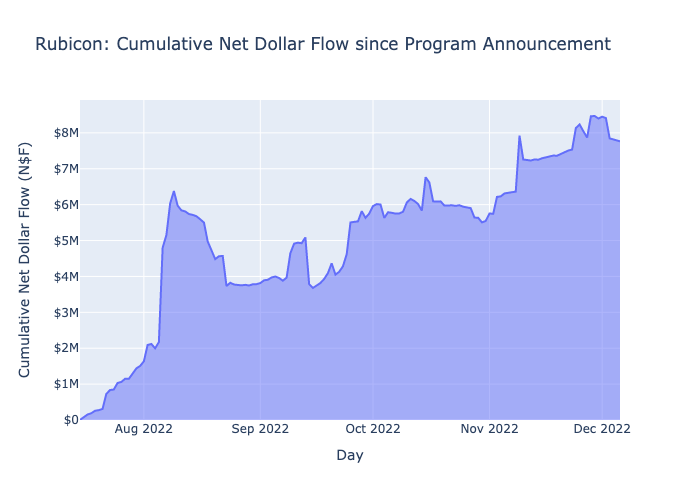 Rubicon: Cumulative Net Dollar Flow since Program Announcement
Cumulative Net Dollar Flow (N$F)
$8M
$7M
$6M
$5M
$4M
$3M
$2M
$1M
$0
Aug 2022 Sep 2022 Oct 2022 Nov 2022 Dec 2022
Day